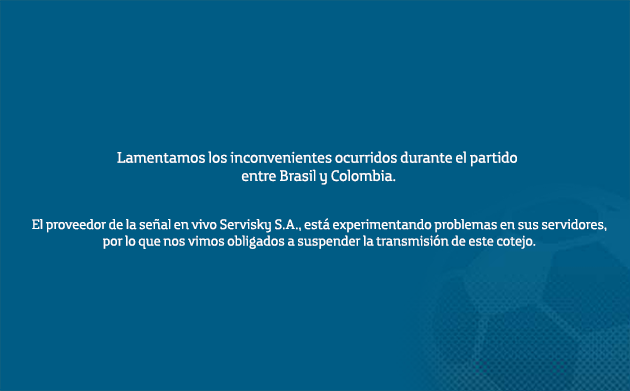 Lamentamos los inconvenientes ocurridos durante el partido
entre Brasil y Colombia.
El proveedor de la señal en vivo Servisky S.A., está experimentando problemas en sus servidores,
por lo que nos vimos obligados a suspender la transmisión de este cotejo.